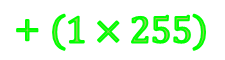 + (1 × 255)